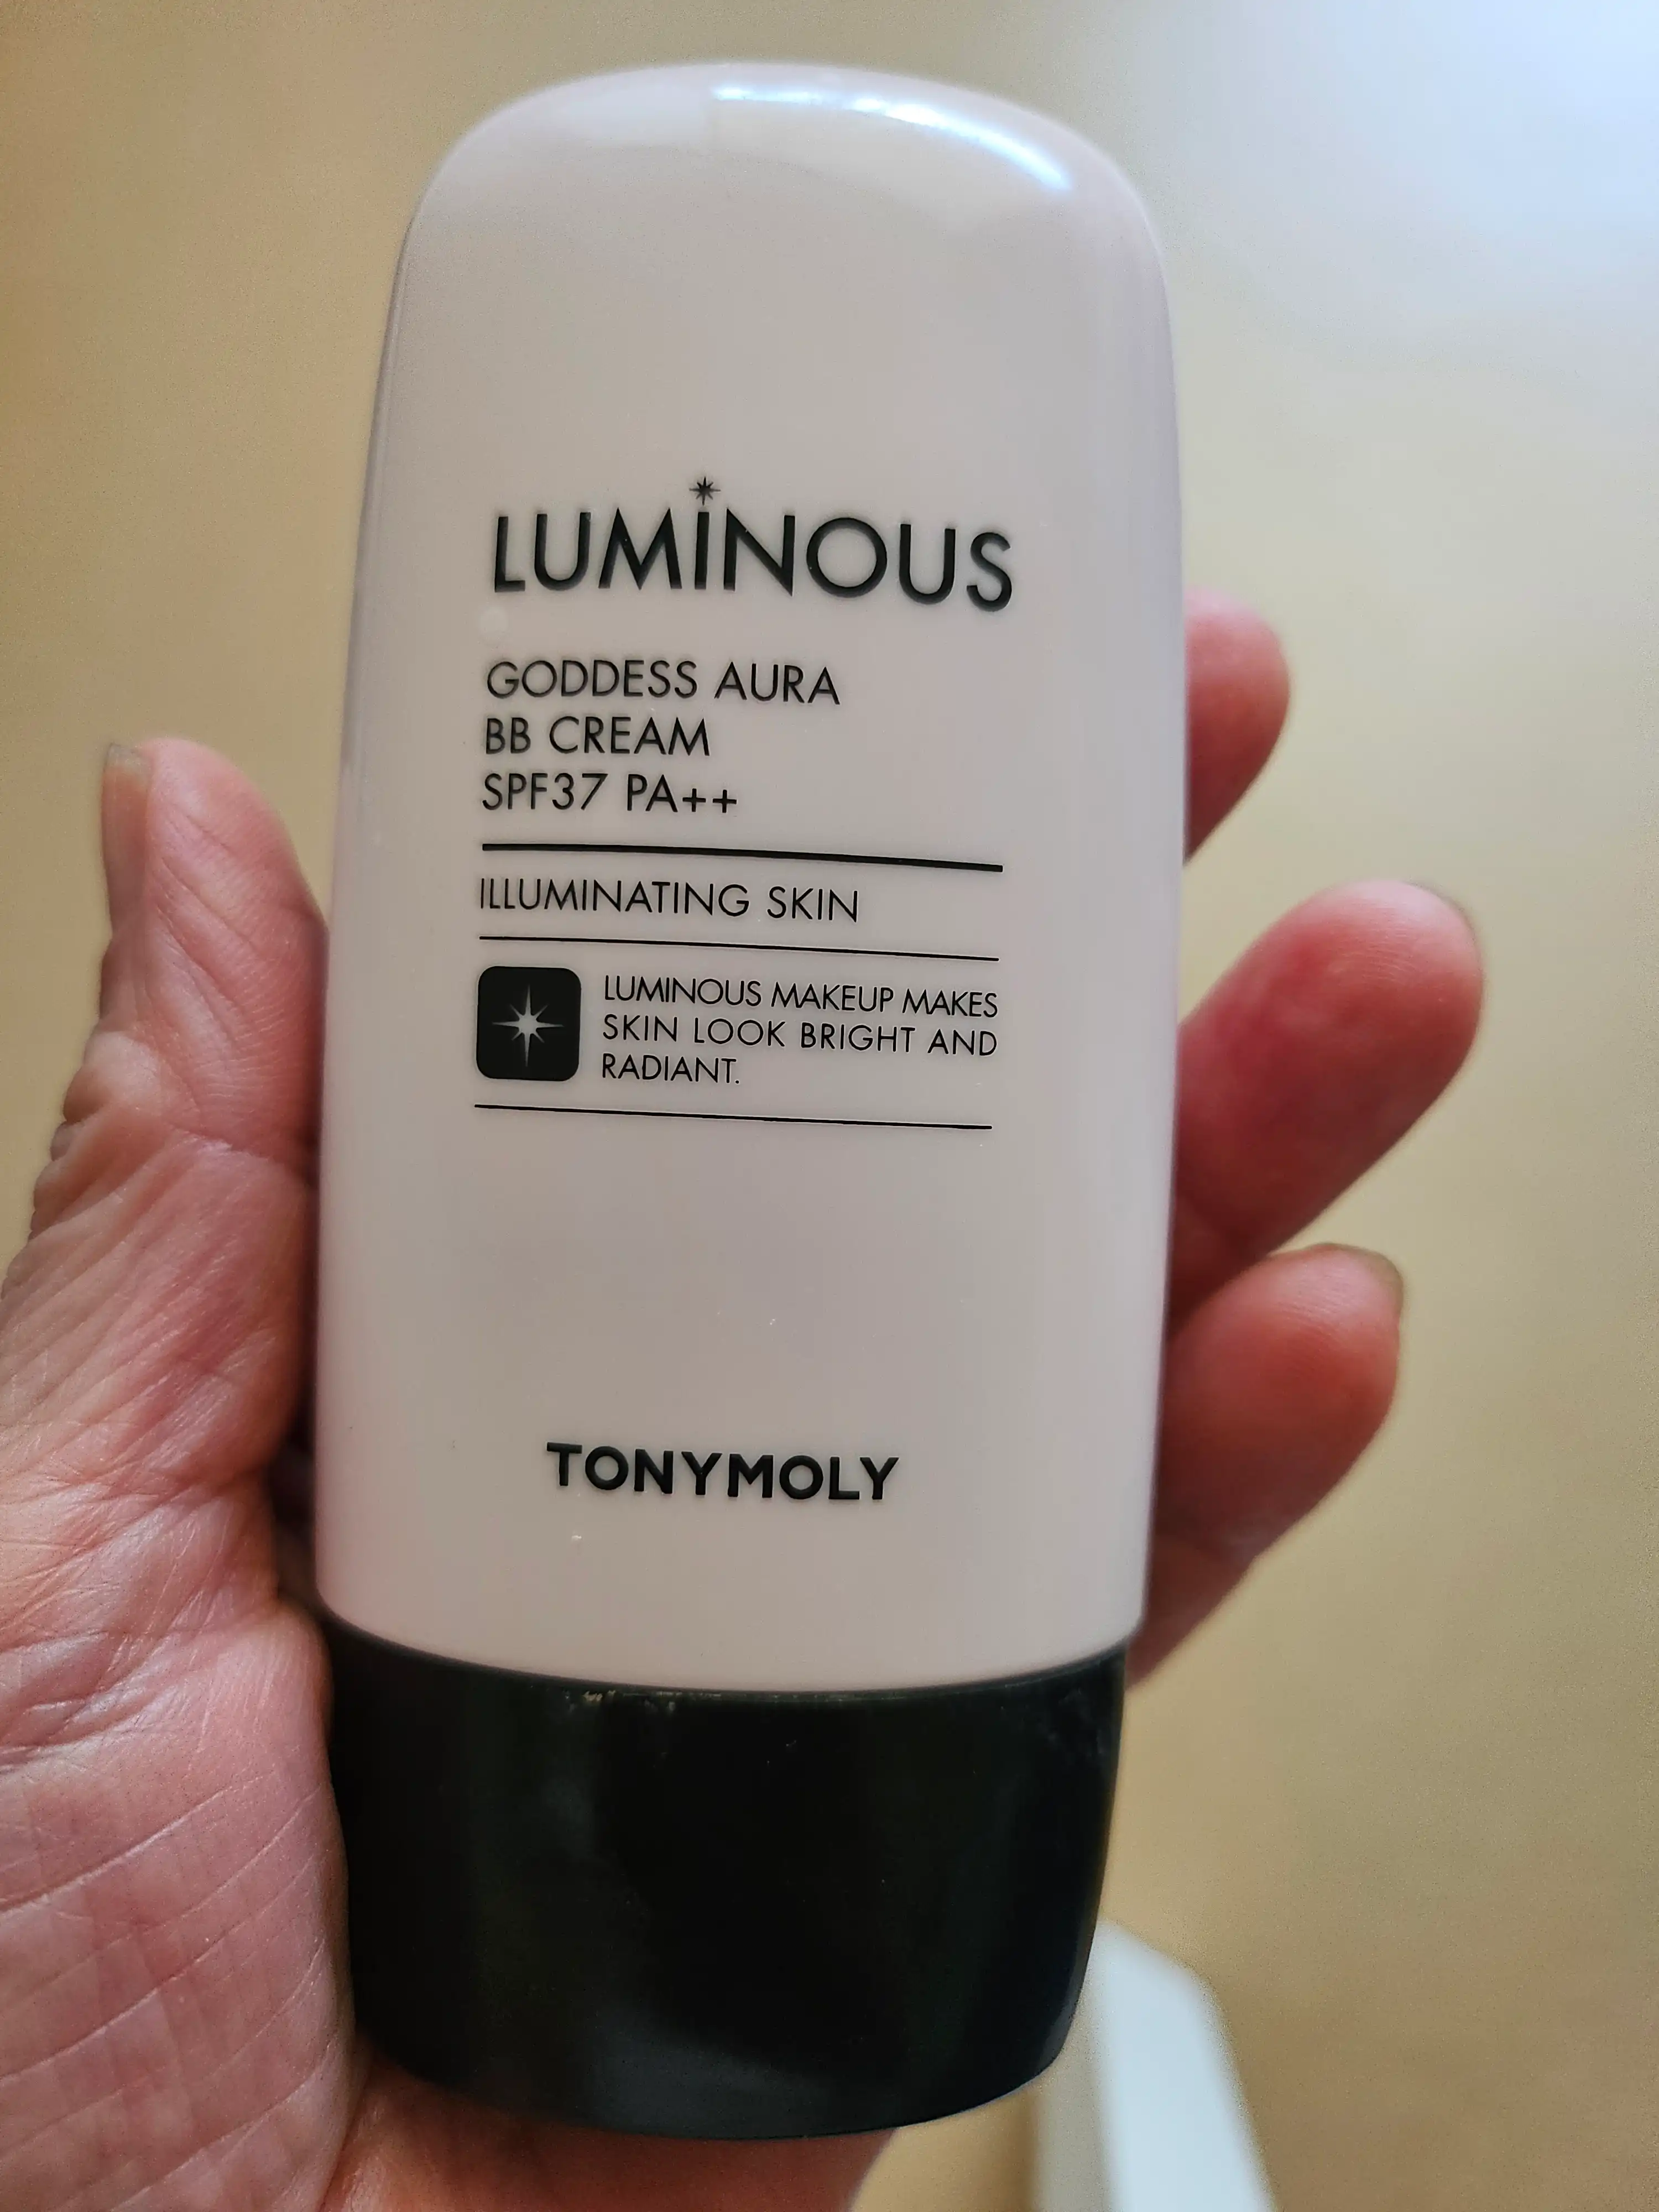 LUMINOUS
GODDESS AURA
BB CREAM
SPF37 PA++
ILLUMINATING SKIN
LUMINOUS MAKEUP MAKES
SKIN LOOK BRIGHT AND
RADIANT.
TONYMOLY